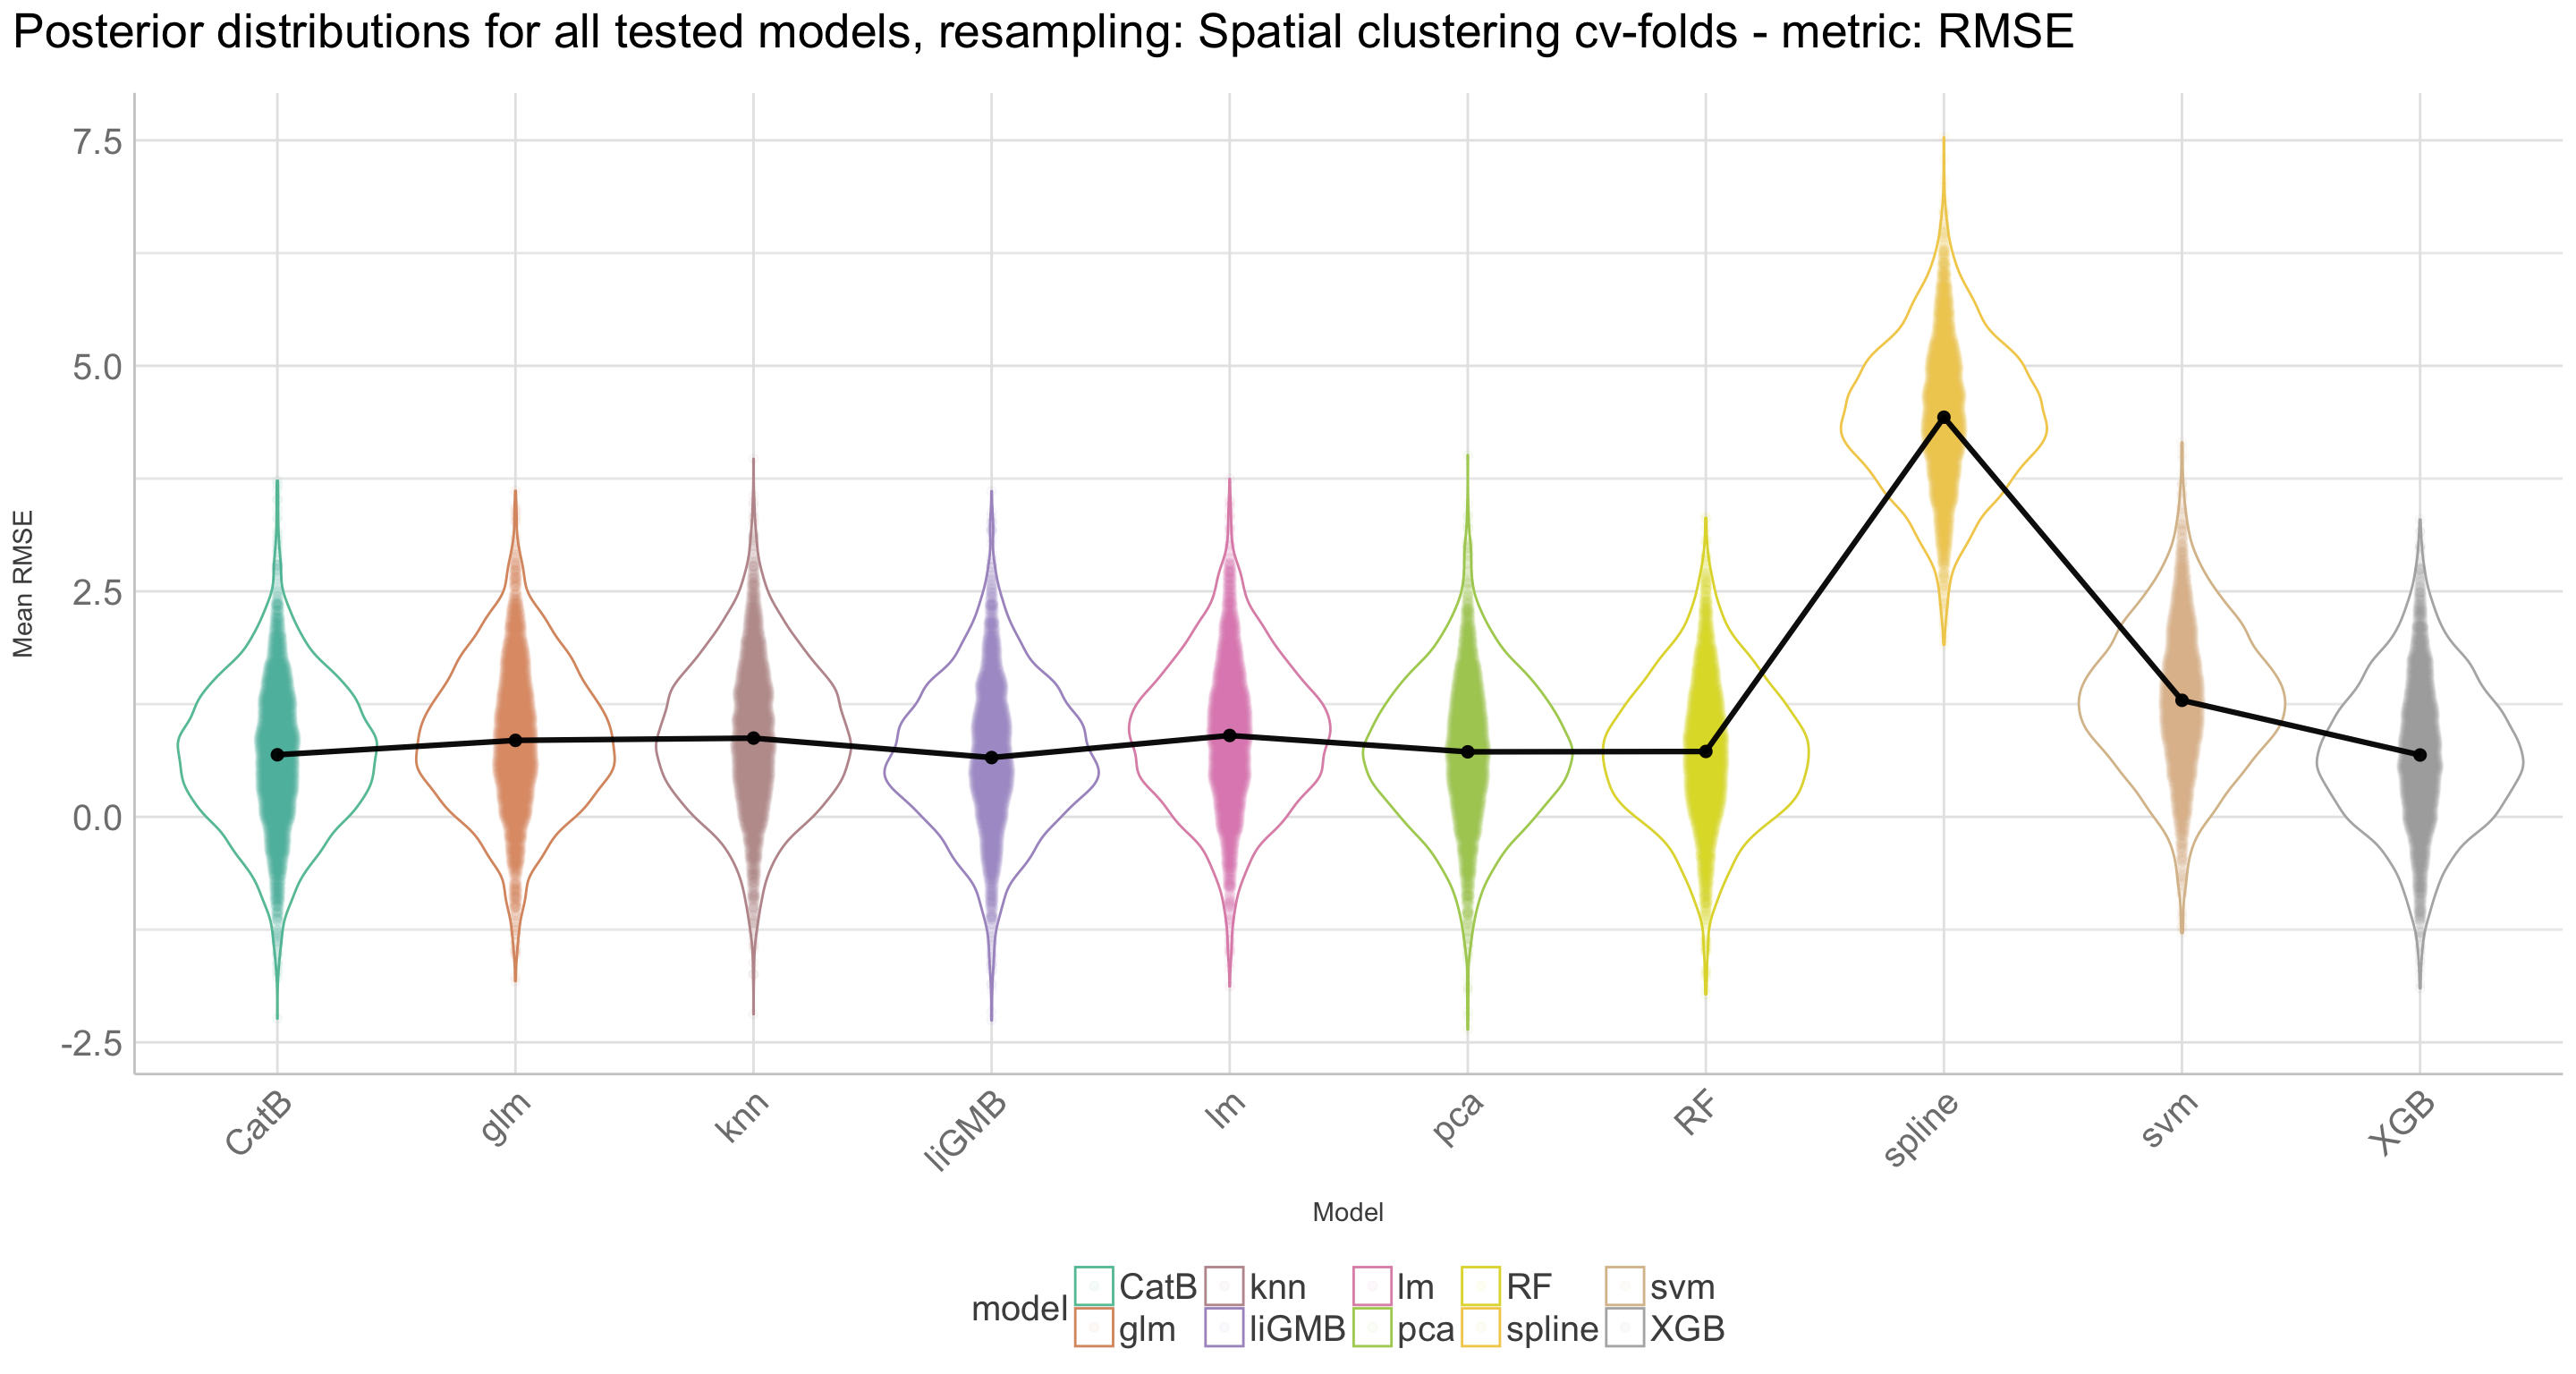 Posterior distributions for all tested models, resampling: Spatial clustering cv-folds - metric: RMSE
Mean RMSE
7.5
5.0
2.5
0.0
-2.5
CatB
glm
knn
liGMB
lm
pca
RF
spline
svm
XGB
Model
model
CatB knn lm RF svm
glm liGMB pca spline XGB